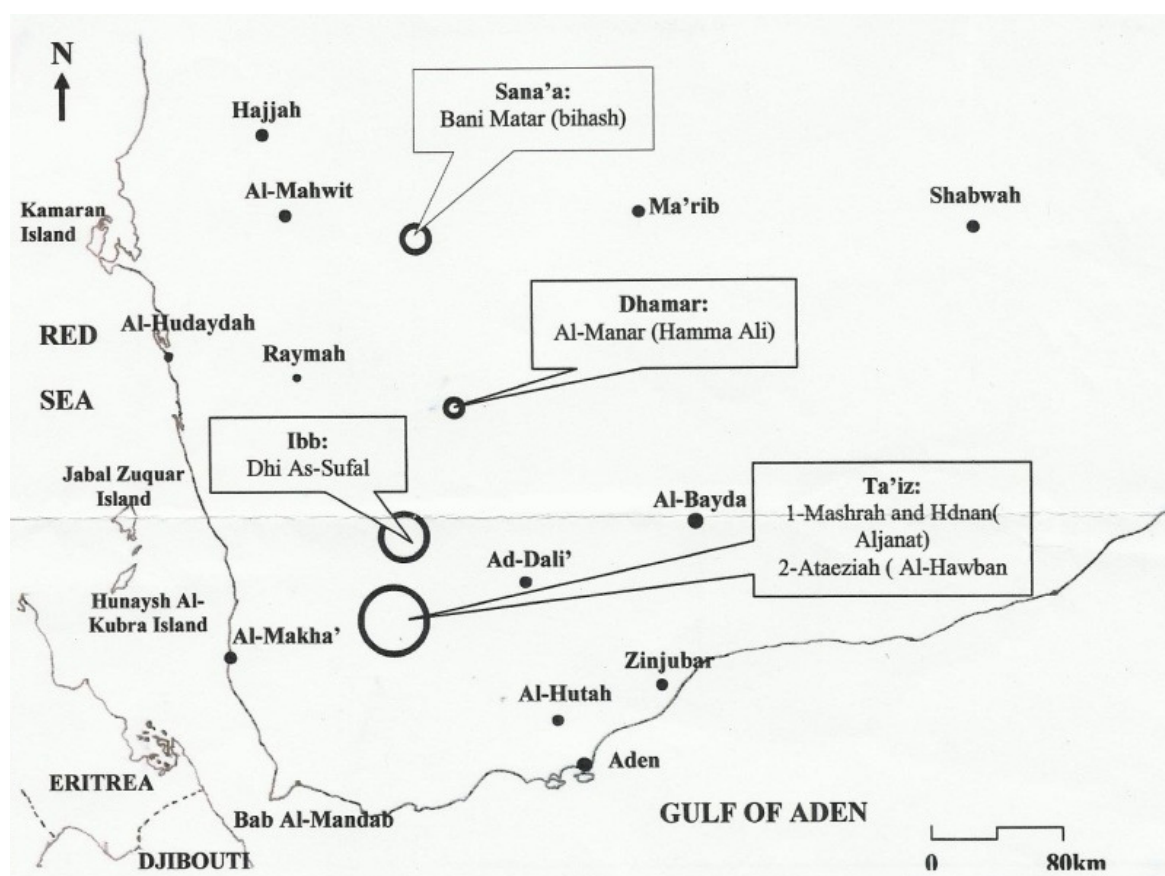 N
Sana'a:
Bani Matar (bihash)
Hajjah
Al-Mahwit
Ma'rib
Shabwah
Kamaran
Island
Dhamar:
Al-Manar (Hamma Ali)
RED
SEA
Al-Hudaydah
Raymah
Ibb:
Dhi As-Sufal
Jabal Zuquar
Island
Al-Bayda
Ta'iz:
1-Mashrah and Hdnan(
Aljanat)
2-Ataeziah ( Al-Hawban
Ad-Dali'
Hunaysh Al-
Kubra Island
Al-Makha'
Zinjubar
Al-Hutah
Aden
ERITREA
Bab Al-Mandab
GULF OF ADEN
DJIBOUTI
0 80km